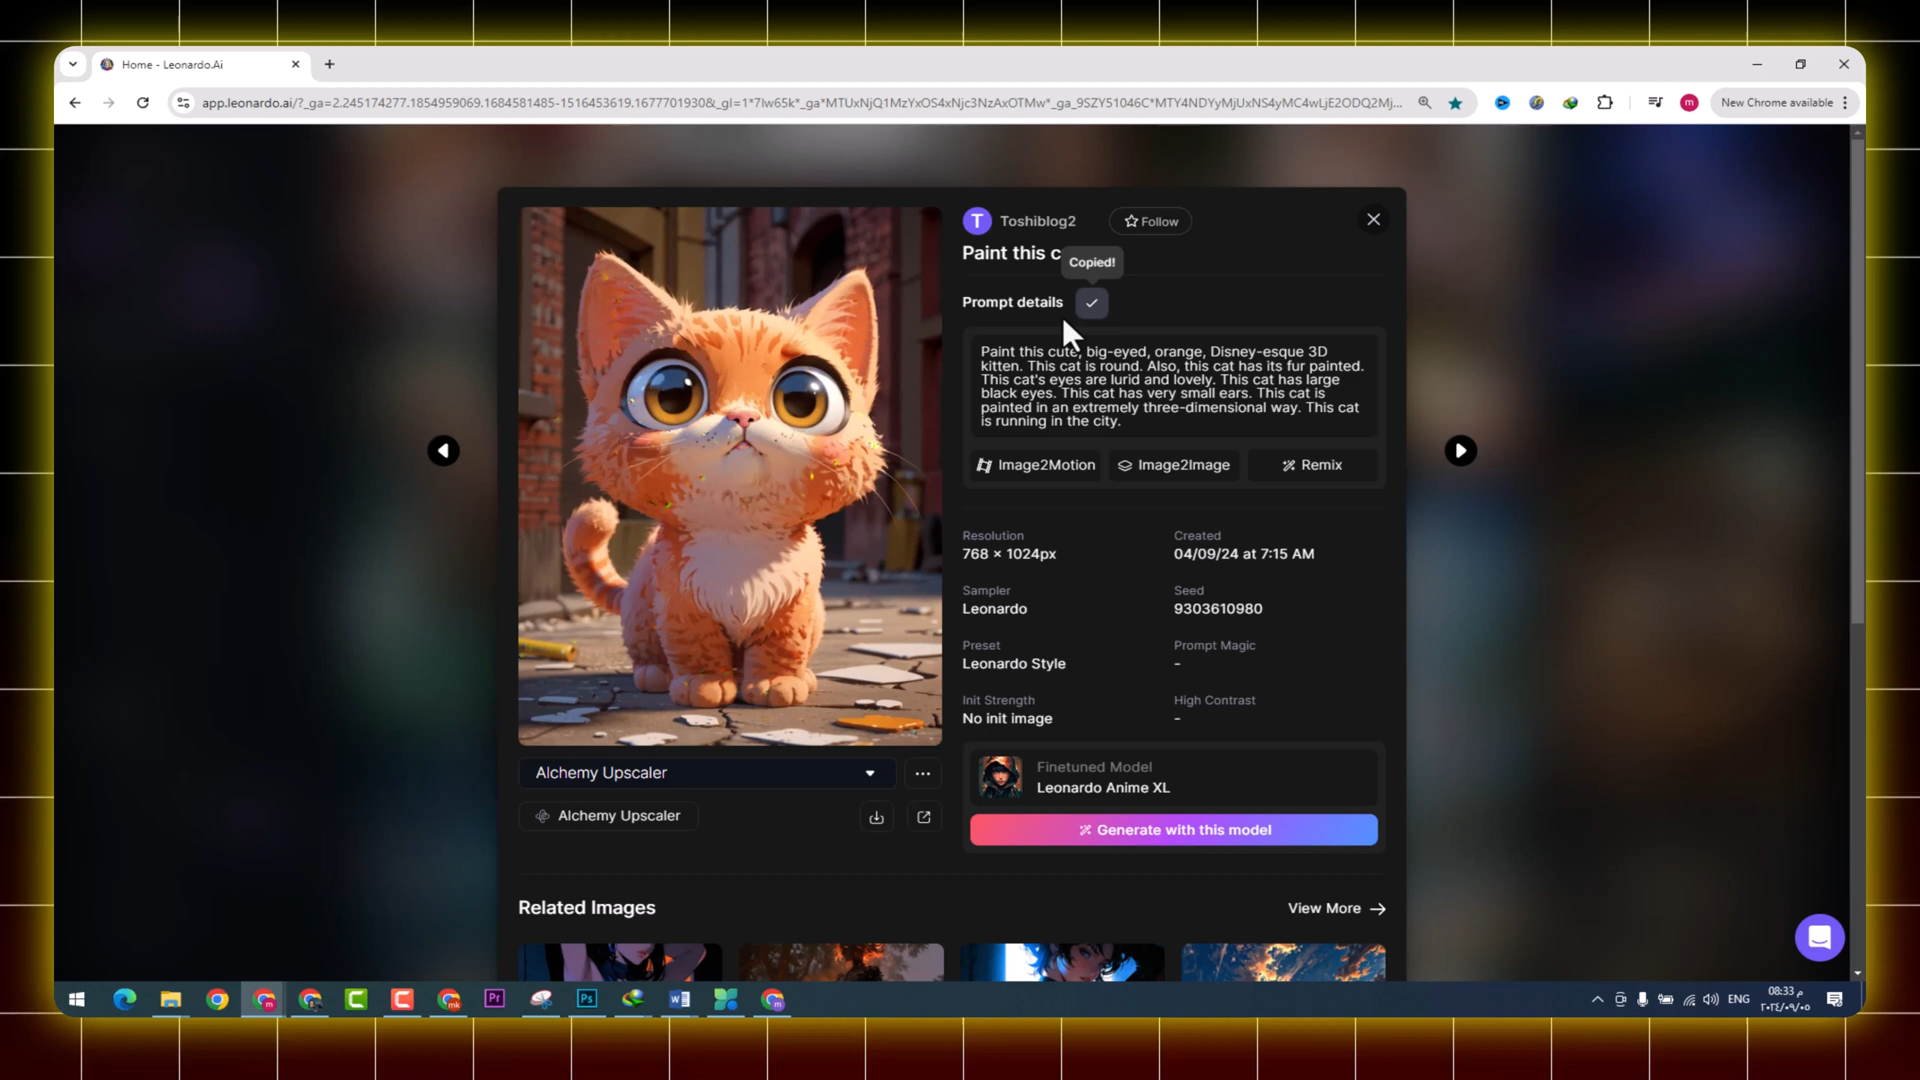 Home - Leonardo.Ai
app.leonardo.ai/?_ga=2.245174277.1854959069.1684581485-1516453619.1677701930&_gl=1*7lw65k*_ga*MTUxNjQ1MzYxOS4xNjc3NzAxOTMw*_ga_9SZY51046C*MTY4NDYyMjUxNS4yMC4wLjE2ODQ2Mj...
m
New Chrome available
T
Toshiblog2
Follow
Paint this c
Copied!
Prompt details
Paint this cute, big-eyed, orange, Disney-esque 3D
kitten. This cat is round. Also, this cat has its fur painted.
This cat's eyes are lurid and lovely. This cat has large
black eyes. This cat has very small ears. This cat is
painted in an extremely three-dimensional way. This cat
is running in the city.
Image2Motion
Image2Image
Remix
Resolution
Created
768 × 1024px
04/09/24 at 7:15 AM
Sampler
Seed
Leonardo
9303610980
Preset
Prompt Magic
Leonardo Style
-
Init Strength
High Contrast
No init image
-
Alchemy Upscaler
Finetuned Model
Leonardo Anime XL
Alchemy Upscaler
Generate with this model
Related Images
View More
Pr
Ps
ENG
08:33 م
٢٠٢٤/٠٩/٠٥